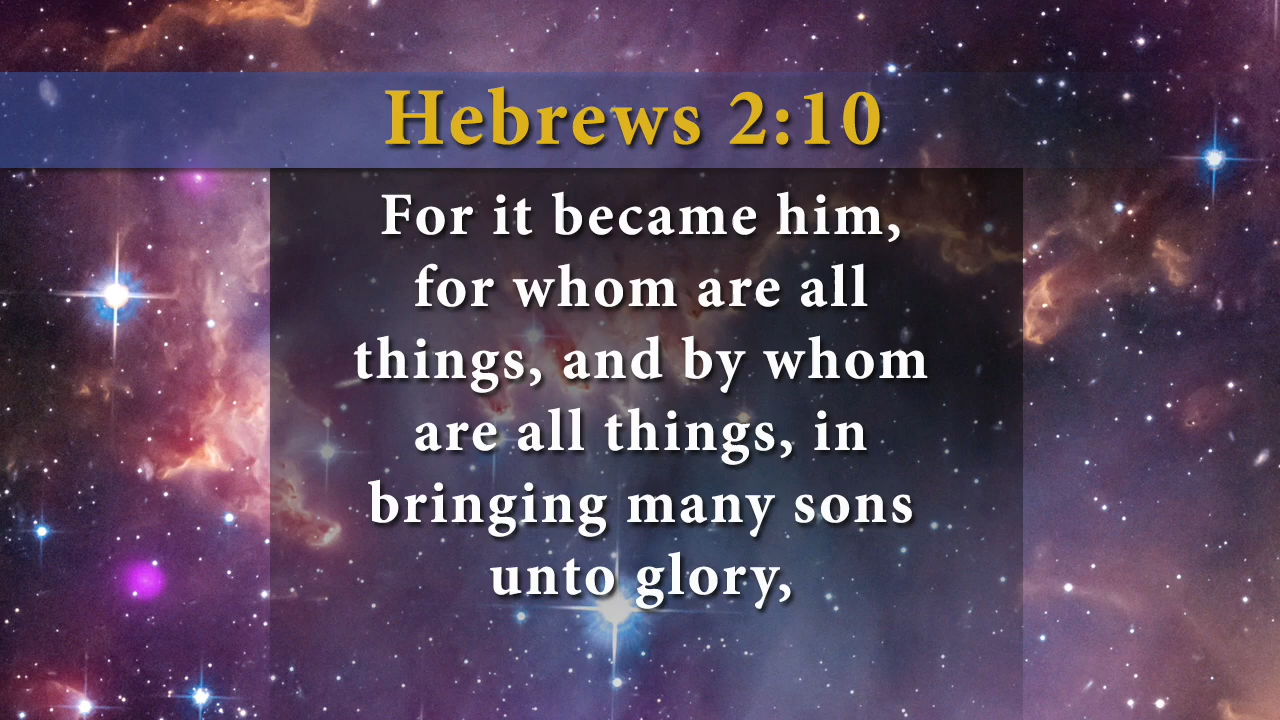 Hebrews 2:10
For it became him,
for whom are all
things, and by whom
are all things, in
bringing many sons
unto glory,